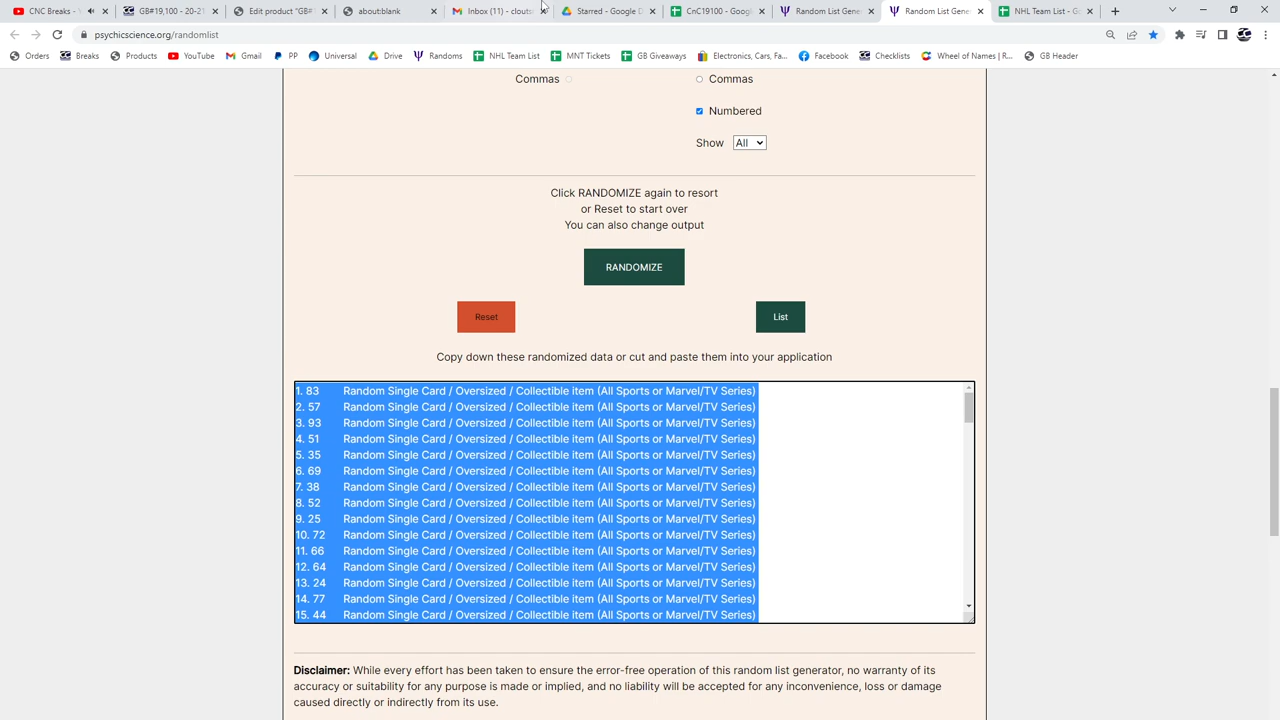 CNC Breaks - Y
GB#19,100 - 20-21
Edit product "GB#
about:blank
Inbox (11) - clouts
Starred - Google D
CnC19100 - Goog
Random List Gene
Random List Gene
NHL Team List - G
psychicscience.org/randomlist
Orders
Breaks
Products
YouTube
Gmail
PP
Universal
Drive
Randoms
NHL Team List
MNT Tickets
GB Giveaways
Electronics, Cars, Fa...
Facebook
Checklists
Wheel of Names | R...
GB Header
Commas
Commas
Numbered
Show All
Click RANDOMIZE again to resort
or Reset to start over
You can also change output
RANDOMIZE
Reset
List
Copy down these randomized data or cut and paste them into your application
1. 83 Random Single Card / Oversized / Collectible item (All Sports or Marvel/TV Series)
2. 57 Random Single Card / Oversized / Collectible item (All Sports or Marvel/TV Series)
3. 93 Random Single Card / Oversized / Collectible item (All Sports or Marvel/TV Series)
4. 51 Random Single Card / Oversized / Collectible item (All Sports or Marvel/TV Series)
5. 35 Random Single Card / Oversized / Collectible item (All Sports or Marvel/TV Series)
6. 69 Random Single Card / Oversized / Collectible item (All Sports or Marvel/TV Series)
7. 38 Random Single Card / Oversized / Collectible item (All Sports or Marvel/TV Series)
8. 52 Random Single Card / Oversized / Collectible item (All Sports or Marvel/TV Series)
9. 25 Random Single Card / Oversized / Collectible item (All Sports or Marvel/TV Series)
10. 72 Random Single Card / Oversized / Collectible item (All Sports or Marvel/TV Series)
11. 66 Random Single Card / Oversized / Collectible item (All Sports or Marvel/TV Series)
12. 64 Random Single Card / Oversized / Collectible item (All Sports or Marvel/TV Series)
13. 24 Random Single Card / Oversized / Collectible item (All Sports or Marvel/TV Series)
14. 77 Random Single Card / Oversized / Collectible item (All Sports or Marvel/TV Series)
15. 44 Random Single Card / Oversized / Collectible item (All Sports or Marvel/TV Series)
Disclaimer: While every effort has been taken to ensure the error-free operation of this random list generator, no warranty of its
accuracy or suitability for any purpose is made or implied, and no liability will be accepted for any inconvenience, loss or damage
caused directly or indirectly from its use.